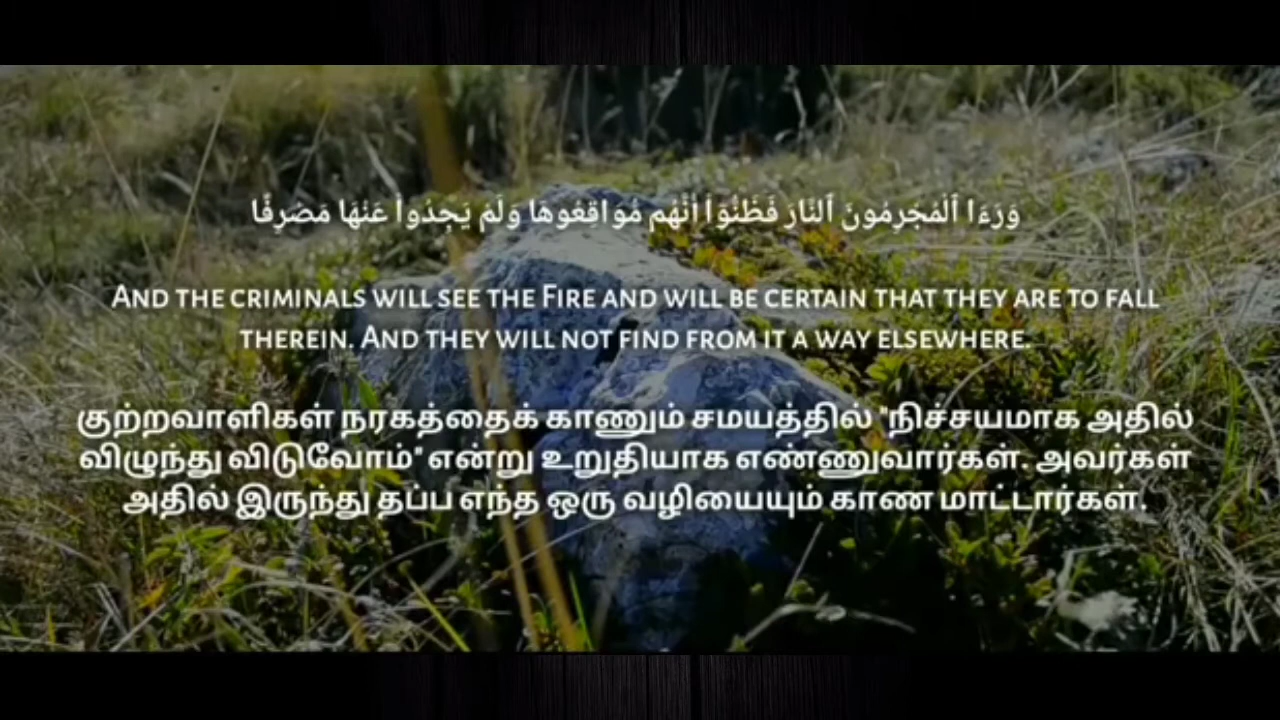 وَرَءَا ٱلْمُجْرِمُونَ ٱلنَّارَ فَظَنُّوٓا۟ أَنَّهُم مُّوَاقِعُوهَا وَلَمْ يَجِدُوا۟ عَنْهَا مَصْرِفًا
AND THE CRIMINALS WILL SEE THE FIRE AND WILL BE CERTAIN THAT THEY ARE TO FALL
THEREIN. AND THEY WILL NOT FIND FROM IT A WAY ELSEWHERE.
குற்றவாளிகள் நரகத்தைக் காணும் சமயத்தில் "நிச்சயமாக அதில்
விழுந்து விடுவோம்" என்று உறுதியாக எண்ணுவார்கள். அவர்கள்
அதில் இருந்து தப்ப எந்த ஒரு வழியையும் காண மாட்டார்கள்.